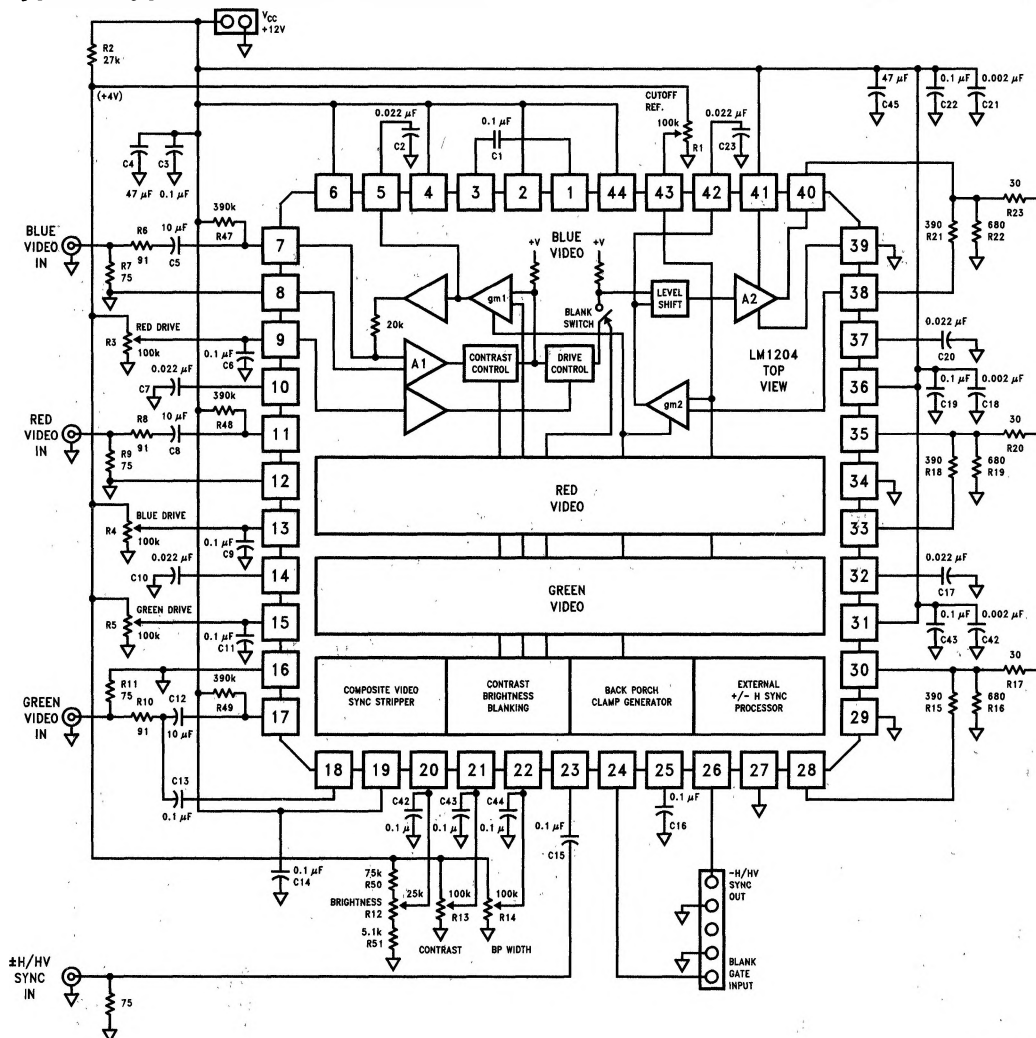 VCC
+12V
R2
27k
(+4V)
47 μF
C45
0.1 μF
C22
0.002 μF
C21
CUTOFF
REF.
100k
R1
0.022 μF
C2
0.1 μF
C1
0.022 μF
C23
C4
47 μF
C3
0.1 μF
6
5
4
3
2
1
44
43
42
41
40
30
R23
390
R21
680
R22
BLUE
VIDEO
IN
R6
91
10 μF
C5
390k
R47
R7
75
7
8
9
10
11
12
13
14
15
16
17
39
38
37
36
35
34
33
32
31
30
29
BLUE
VIDEO
+V
+V
gm1
BLANK
SWITCH
LEVEL
SHIFT
A2
20k
A1
CONTRAST
CONTROL
DRIVE
CONTROL
LM1204
TOP
VIEW
gm2
R3
RED DRIVE
100k
0.1 μF
C6
0.022 μF
C7
0.022 μF
C20
0.1 μF
C19
0.002 μF
C18
RED
VIDEO
IN
R8
91
10 μF
C8
390k
R48
R9
75
30
R20
390
R18
680
R19
RED
VIDEO
R4
BLUE DRIVE
100k
0.1 μF
C9
0.022 μF
C10
0.022 μF
C17
GREEN
VIDEO
R5
GREEN DRIVE
100k
0.1 μF
C11
0.1 μF
C43
0.002 μF
C42
GREEN
VIDEO
IN
R11
75
R10
91
C12
10 μF
390k
R49
COMPOSITE VIDEO
SYNC STRIPPER
CONTRAST
BRIGHTNESS
BLANKING
BACK PORCH
CLAMP GENERATOR
EXTERNAL
+/- H SYNC
PROCESSOR
30
R17
390
R15
680
R16
18
19
20
21
22
23
24
25
26
27
28
C13
0.1 μF
C42
0.1 μ
C43
0.1 μ
C44
0.1 μ
0.1 μF
C15
0.1 μF
C16
0.1 μF
C14
75k
R50
BRIGHTNESS
R12
25k
5.1k
R51
100k
R13
CONTRAST
100k
R14
BP WIDTH
-H/HV
SYNC
OUT
BLANK
GATE
INPUT
±H/HV
SYNC
IN
75